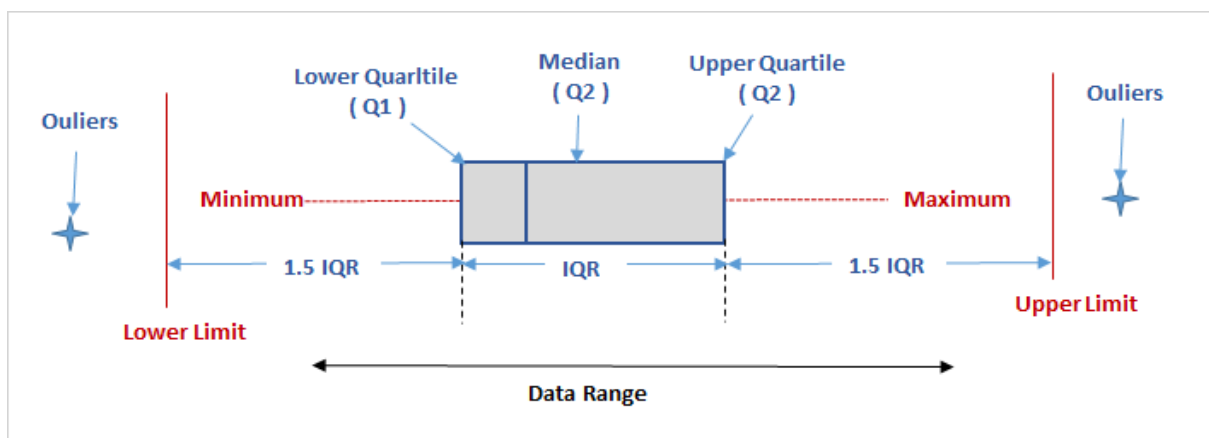 Lower Quarltile
( Q1 )
Median
( Q2 )
Upper Quartile
( Q2 )
Ouliers
Ouliers
Minimum
Maximum
1.5 IQR
IQR
1.5 IQR
Lower Limit
Upper Limit
Data Range